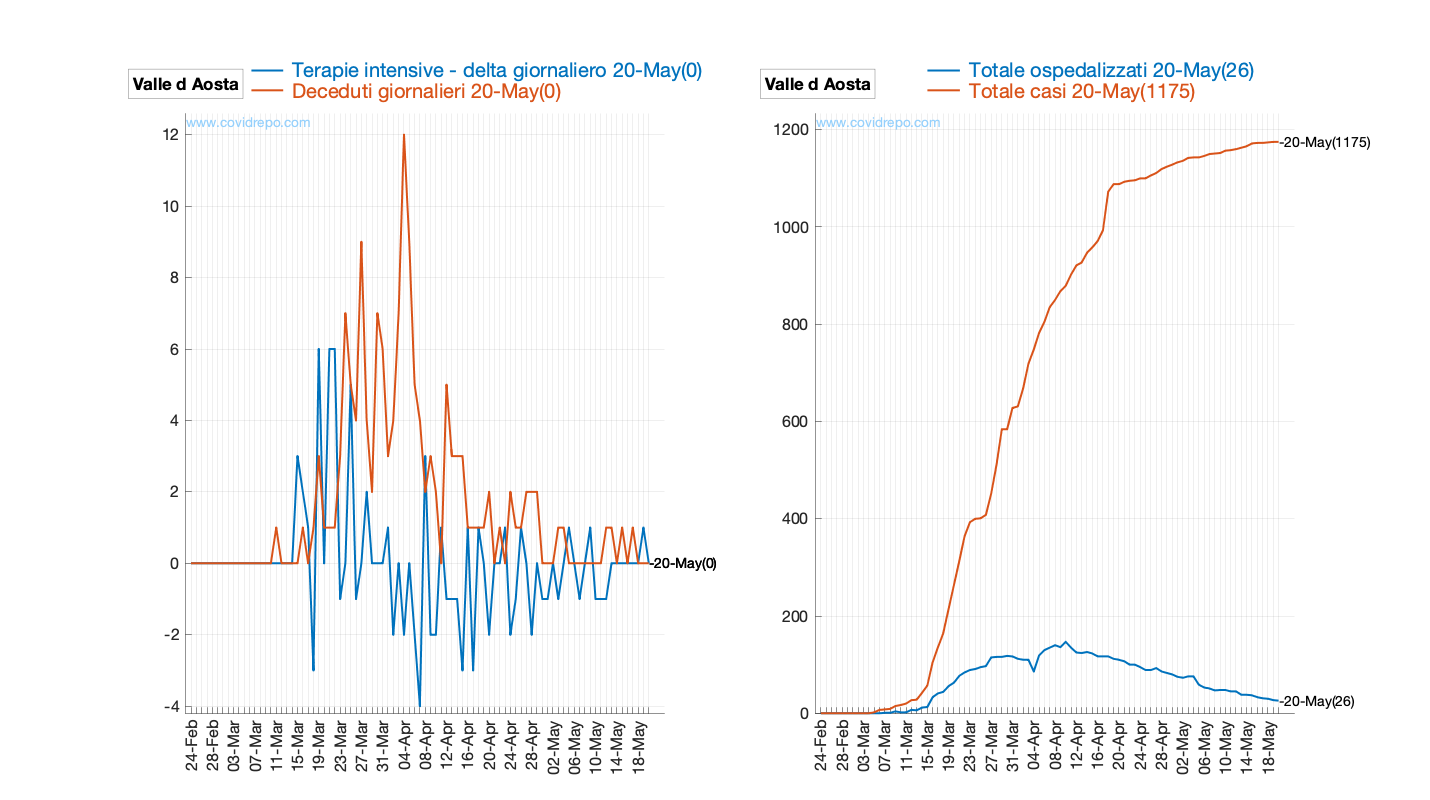 Valle d Aosta
Terapie intensive - delta giornaliero 20-May(0)
Deceduti giornalieri 20-May(0)
www.covidrepo.com
12
10
8
6
4
2
0
-2
-4
-20-May(0)
24-Feb
28-Feb
03-Mar
07-Mar
11-Mar
15-Mar
19-Mar
23-Mar
27-Mar
31-Mar
04-Apr
08-Apr
12-Apr
16-Apr
20-Apr
24-Apr
28-Apr
02-May
06-May
10-May
14-May
18-May
Valle d Aosta
Totale ospedalizzati 20-May(26)
Totale casi 20-May(1175)
www.covidrepo.com
1200
1000
800
600
400
200
0
-20-May(1175)
-20-May(26)
24-Feb
28-Feb
03-Mar
07-Mar
11-Mar
15-Mar
19-Mar
23-Mar
27-Mar
31-Mar
04-Apr
08-Apr
12-Apr
16-Apr
20-Apr
24-Apr
28-Apr
02-May
06-May
10-May
14-May
18-May